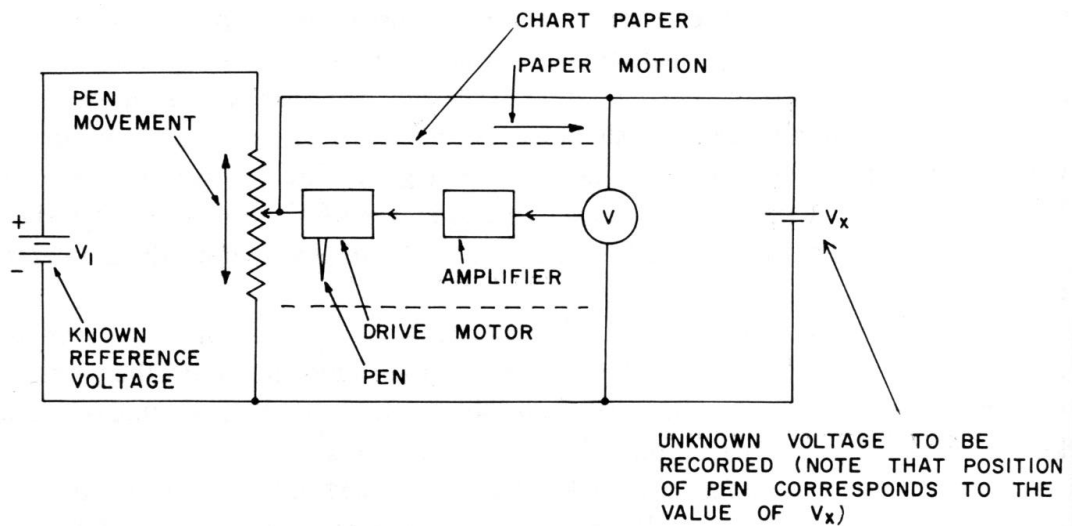 CHART PAPER
PAPER MOTION
PEN
MOVEMENT
+
V1
-
KNOWN
REFERENCE
VOLTAGE
V
AMPLIFIER
DRIVE MOTOR
PEN
Vx
UNKNOWN VOLTAGE TO BE
RECORDED (NOTE THAT POSITION
OF PEN CORRESPONDS TO THE
VALUE OF Vx)